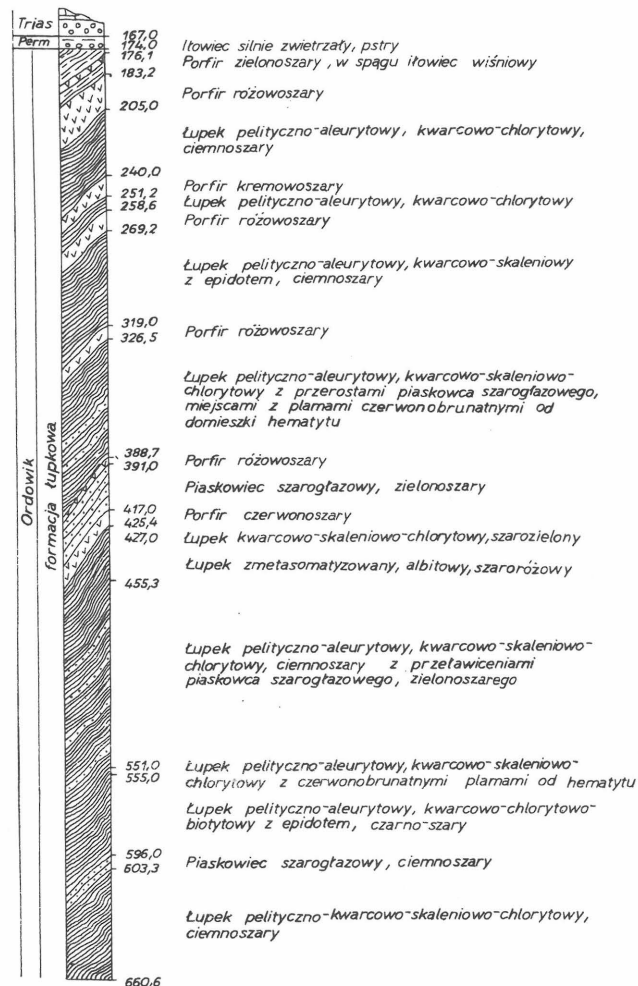 Trias
167,0
Perm
174,0
Iłowiec silnie zwietrzały, pstry
176,1
Porfir zielonoszary, w spągu iłowiec wiśniowy
183,2
Porfir różowoszary
205,0
Łupek pelityczno-aleurytowy, kwarcowo-chlorytowy,
ciemnoszary
240,0
Porfir kremowoszary
251,2
Łupek pelityczno-aleurytowy, kwarcowo-chlorytowy
258,6
Porfir różowoszary
269,2
Łupek pelityczno-aleurytowy, kwarcowo-skaleniowy
z epidotem, ciemnoszary
319,0
Porfir różowoszary
326,5
Łupek pelityczno-aleurytowy, kwarcowo-skaleniowo-
chlorytowy z przerostami piaskowca szarogłazowego,
miejscami z plamami czerwonobrunatnymi od
domieszki hematytu
Ordowik
formacja łupkowa
388,7
Porfir różowoszary
391,0
Piaskowiec szarogłazowy, zielonoszary
417,0
Porfir czerwonoszary
425,4
427,0
Łupek kwarcowo-skaleniowo-chlorytowy, szarozielony
Łupek zmetasomatyzowany, albitowy, szaroróżowy
455,3
Łupek pelityczno-aleurytowy, kwarcowo-skaleniowo-
chlorytowy, ciemnoszary z przeławiceniami
piaskowca szarogłazowego, zielonoszarego
551,0
Łupek pelityczno-aleurytowy, kwarcowo-skaleniowo-
555,0
chlorytowy z czerwonobrunatnymi plamami od hematytu
Łupek pelityczno-aleurytowy, kwarcowo-chlorytowo-
biotytowy z epidotem, czarno-szary
596,0
Piaskowiec szarogłazowy, ciemnoszary
603,3
Łupek pelityczno-kwarcowo-skaleniowo-chlorytowy,
ciemnoszary
660,6